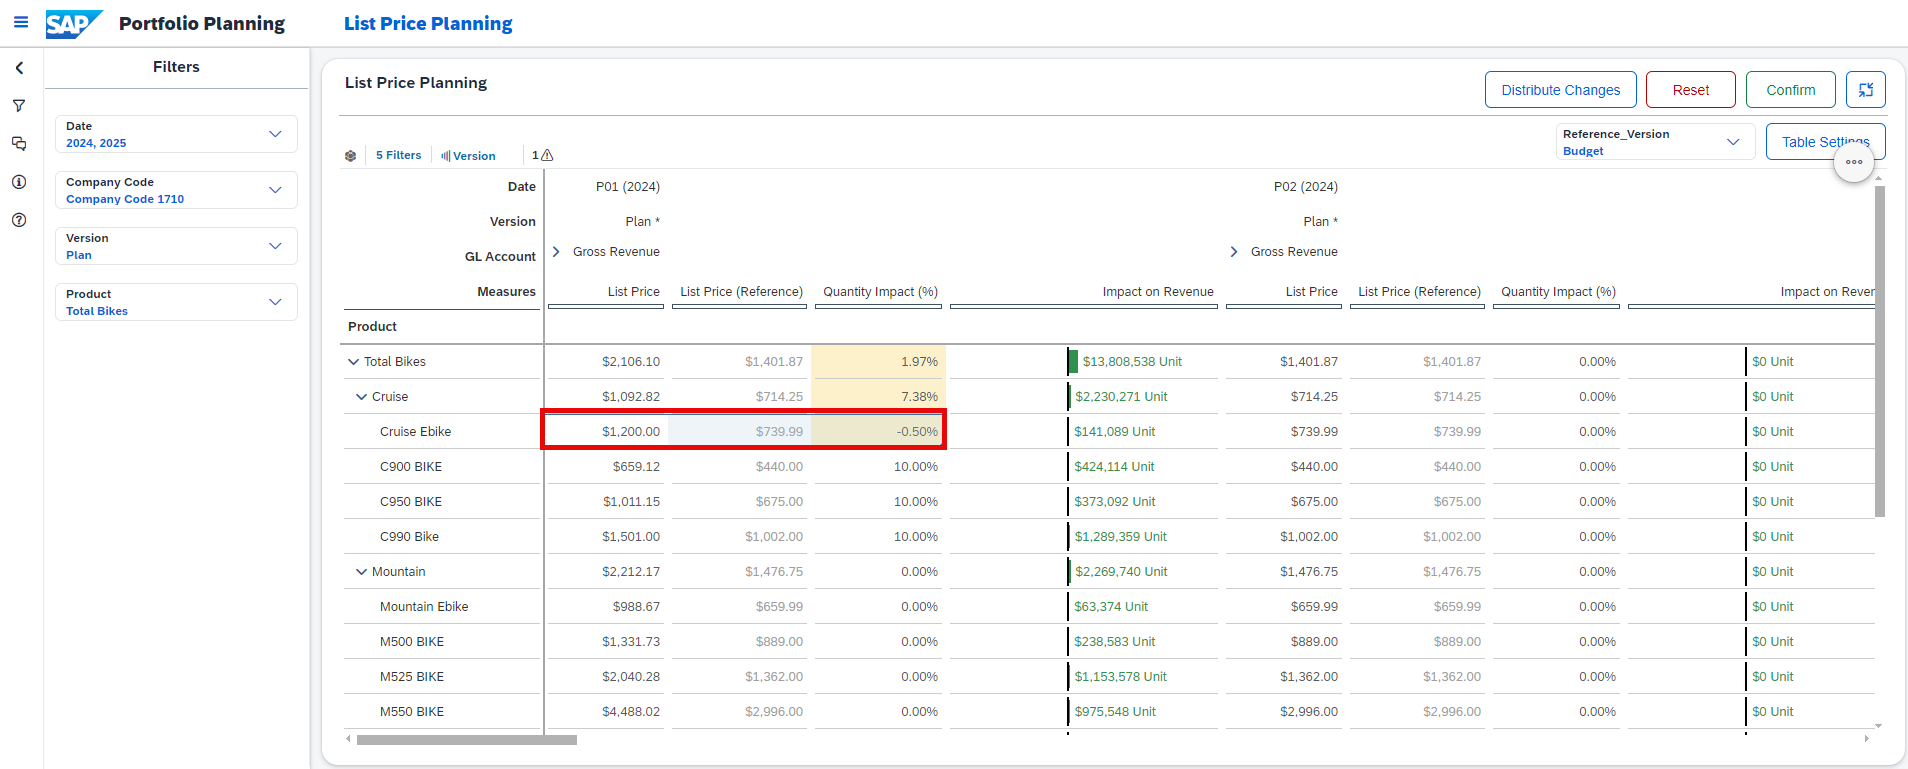 SAP Portfolio Planning List Price Planning
Filters
Date
2024, 2025
Company Code
Company Code 1710
Version
Plan
Product
Total Bikes
List Price Planning
Distribute Changes Reset Confirm
5 Filters Version 1
Reference_Version
Budget
Table Settings
Date P01 (2024) P02 (2024)
Version Plan * Plan *
GL Account Gross Revenue Gross Revenue
Measures List Price List Price (Reference) Quantity Impact (%) Impact on Revenue List Price List Price (Reference) Quantity Impact (%) Impact on Rever
Product
Total Bikes $2,106.10 $1,401.87 1.97% $13,808,538 Unit $1,401.87 $1,401.87 0.00% $0 Unit
Cruise $1,092.82 $714.25 7.38% $2,230,271 Unit $714.25 $714.25 0.00% $0 Unit
Cruise Ebike $1,200.00 $739.99 -0.50% $141,089 Unit $739.99 $739.99 0.00% $0 Unit
C900 BIKE $659.12 $440.00 10.00% $424,114 Unit $440.00 $440.00 0.00% $0 Unit
C950 BIKE $1,011.15 $675.00 10.00% $373,092 Unit $675.00 $675.00 0.00% $0 Unit
C990 Bike $1,501.00 $1,002.00 10.00% $1,289,359 Unit $1,002.00 $1,002.00 0.00% $0 Unit
Mountain $2,212.17 $1,476.75 0.00% $2,269,740 Unit $1,476.75 $1,476.75 0.00% $0 Unit
Mountain Ebike $988.67 $659.99 0.00% $63,374 Unit $659.99 $659.99 0.00% $0 Unit
M500 BIKE $1,331.73 $889.00 0.00% $238,583 Unit $889.00 $889.00 0.00% $0 Unit
M525 BIKE $2,040.28 $1,362.00 0.00% $1,153,578 Unit $1,362.00 $1,362.00 0.00% $0 Unit
M550 BIKE $4,488.02 $2,996.00 0.00% $975,548 Unit $2,996.00 $2,996.00 0.00% $0 Unit